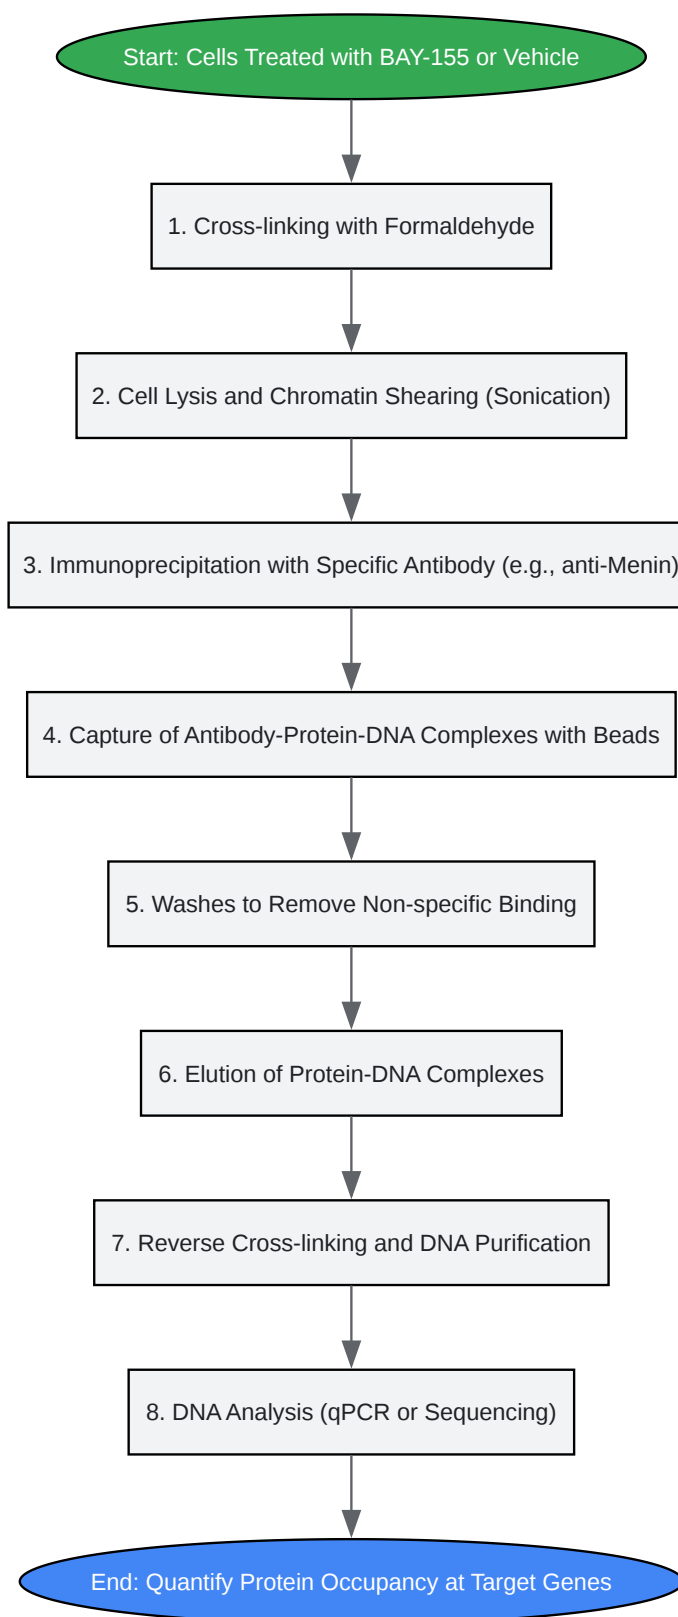 Start: Cells Treated with BAY-155 or Vehicle
1. Cross-linking with Formaldehyde
2. Cell Lysis and Chromatin Shearing (Sonication)
3. Immunoprecipitation with Specific Antibody (e.g., anti-Menin)
4. Capture of Antibody-Protein-DNA Complexes with Beads
5. Washes to Remove Non-specific Binding
6. Elution of Protein-DNA Complexes
7. Reverse Cross-linking and DNA Purification
8. DNA Analysis (qPCR or Sequencing)
End: Quantify Protein Occupancy at Target Genes